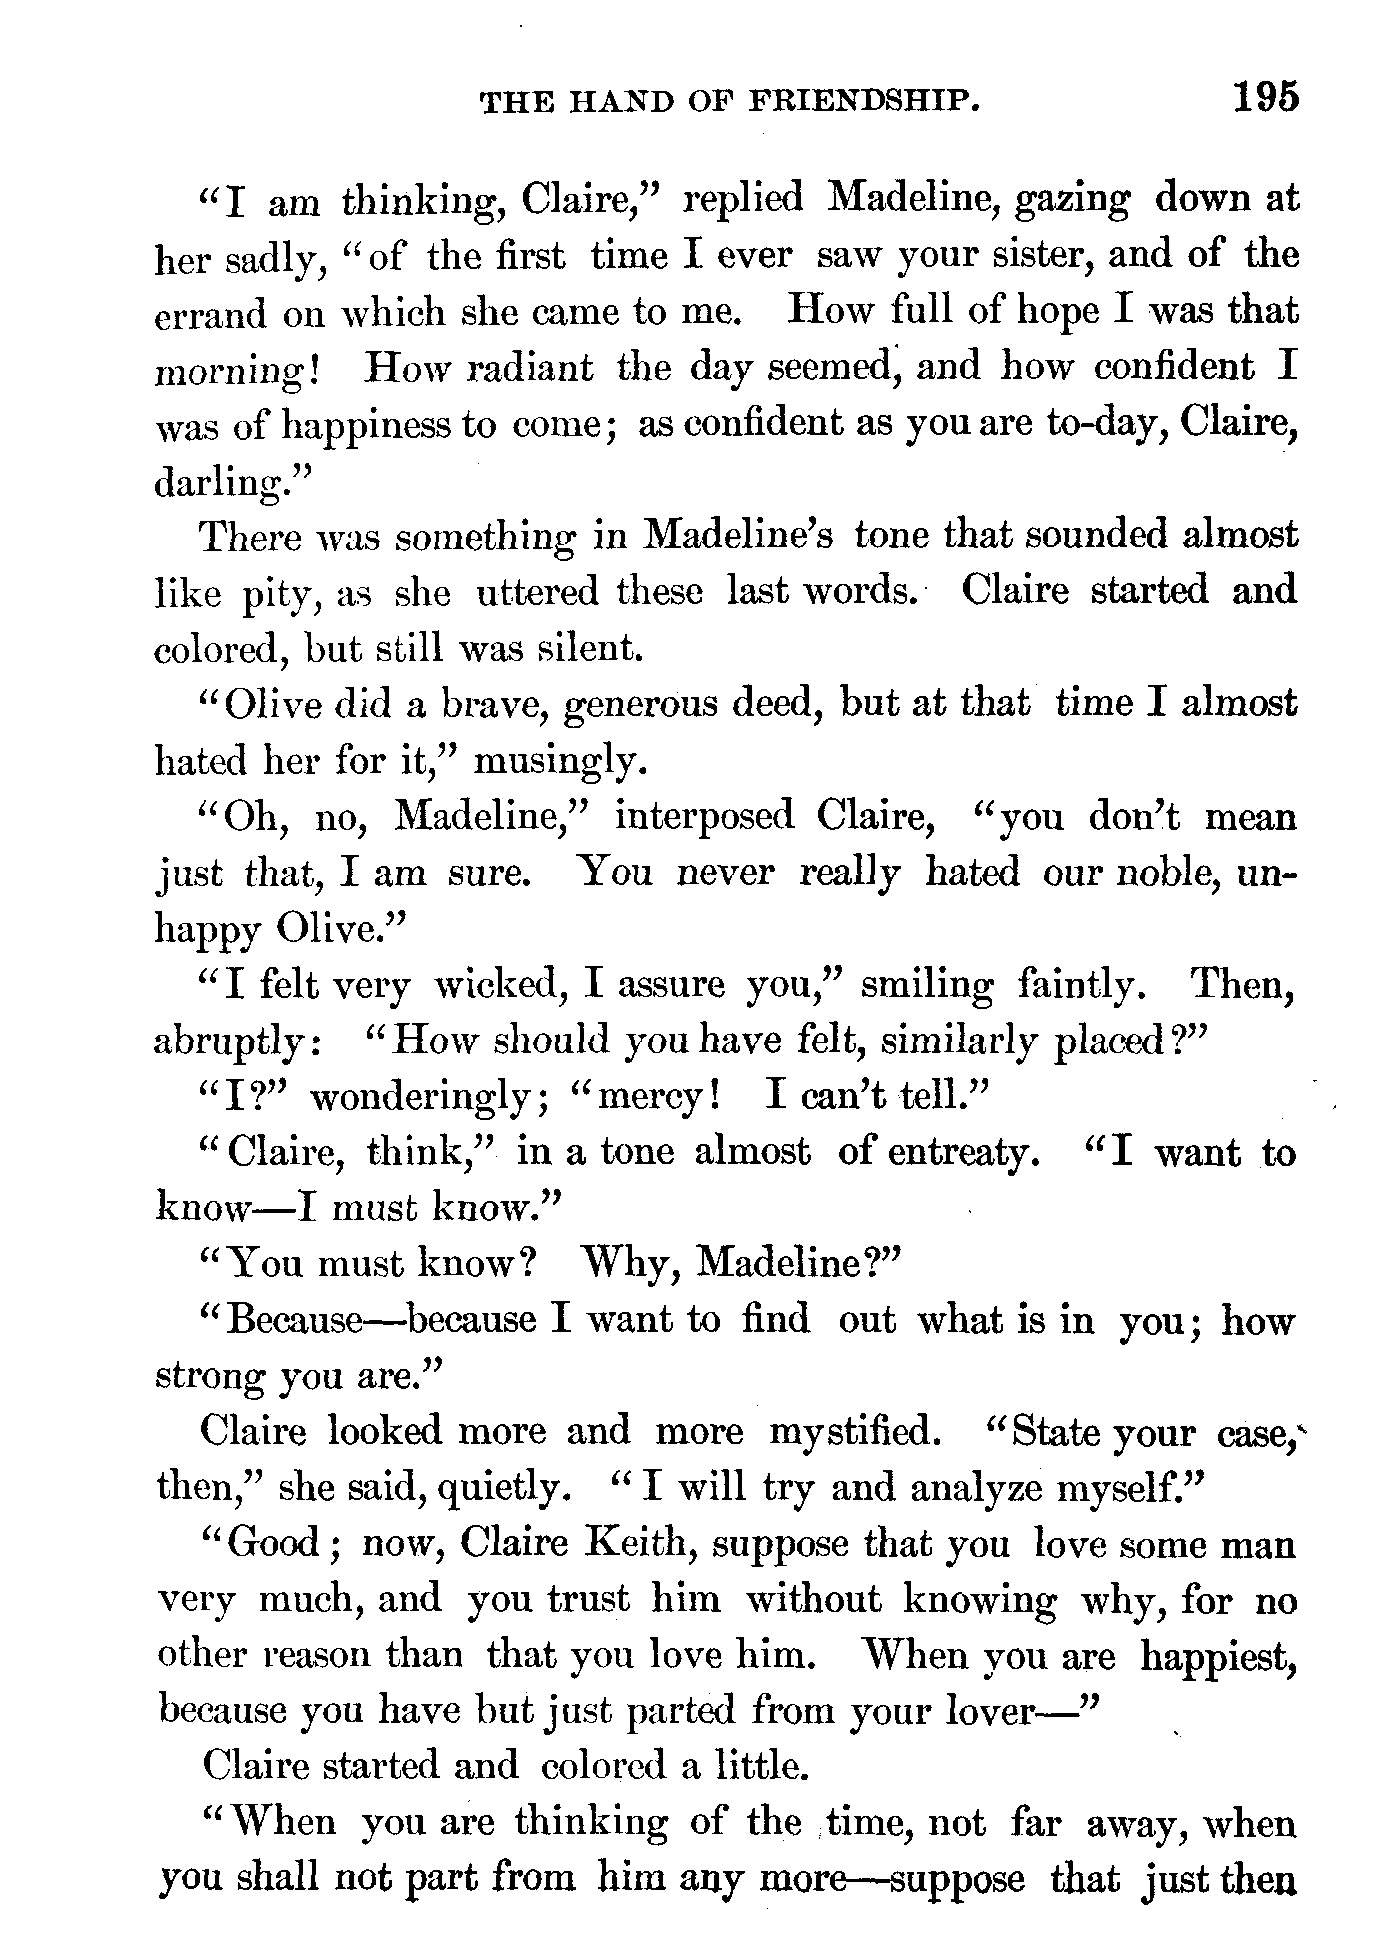 THE HAND OF FRIENDSHIP. 195
"I am thinking, Claire," replied Madeline, gazing down at
her sadly, "of the first time I ever saw your sister, and of the
errand on which she came to me. How full of hope I was that
morning! How radiant the day seemed, and how confident I
was of happiness to come; as confident as you are to-day, Claire,
darling."
There was something in Madeline's tone that sounded almost
like pity, as she uttered these last words. Claire started and
colored, but still was silent.
"Olive did a brave, generous deed, but at that time I almost
hated her for it," musingly.
"Oh, no, Madeline," interposed Claire, "you don't mean
just that, I am sure. You never really hated our noble, un-
happy Olive."
"I felt very wicked, I assure you," smiling faintly. Then,
abruptly: "How should you have felt, similarly placed?"
"I?" wonderingly; "mercy! I can't tell."
"Claire, think," in a tone almost of entreaty. "I want to
know—I must know."
"You must know? Why, Madeline?"
"Because—because I want to find out what is in you; how
strong you are."
Claire looked more and more mystified. "State your case,
then," she said, quietly. "I will try and analyze myself."
"Good; now, Claire Keith, suppose that you love some man
very much, and you trust him without knowing why, for no
other reason than that you love him. When you are happiest,
because you have but just parted from your lover—"
Claire started and colored a little.
"When you are thinking of the time, not far away, when
you shall not part from him any more—suppose that just then